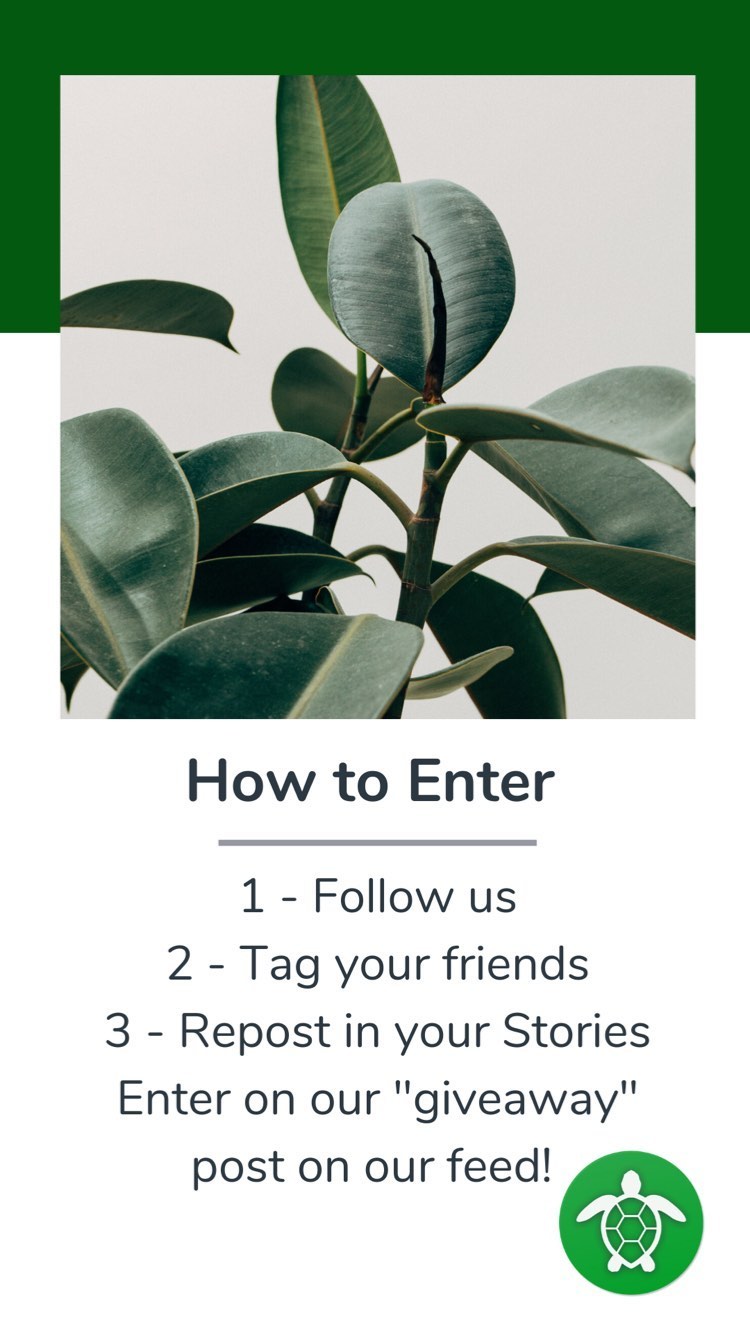 How to Enter
1 - Follow us
2 - Tag your friends
3 - Repost in your Stories
Enter on our "giveaway"
post on our feed!